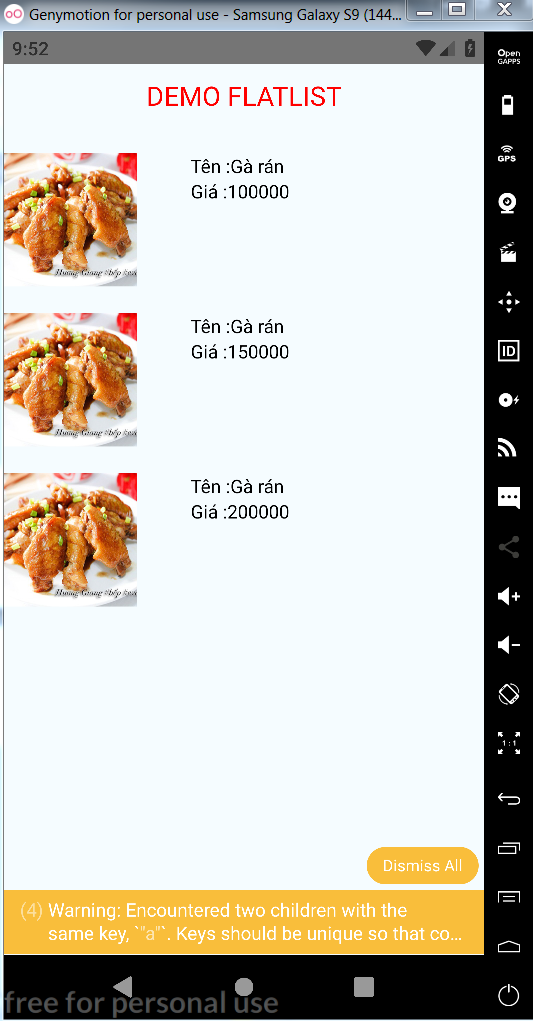 Genymotion for personal use - Samsung Galaxy S9 (144...
9:52
Open
GAPPS
DEMO FLATLIST
GPS
Tên :Gà rán
Giá :100000
Tên :Gà rán
Giá :150000
ID
Tên :Gà rán
Giá :200000
1:1
Dismiss All
(4) Warning: Encountered two children with the
same key, `"a"`. Keys should be unique so that co...
free for personal use